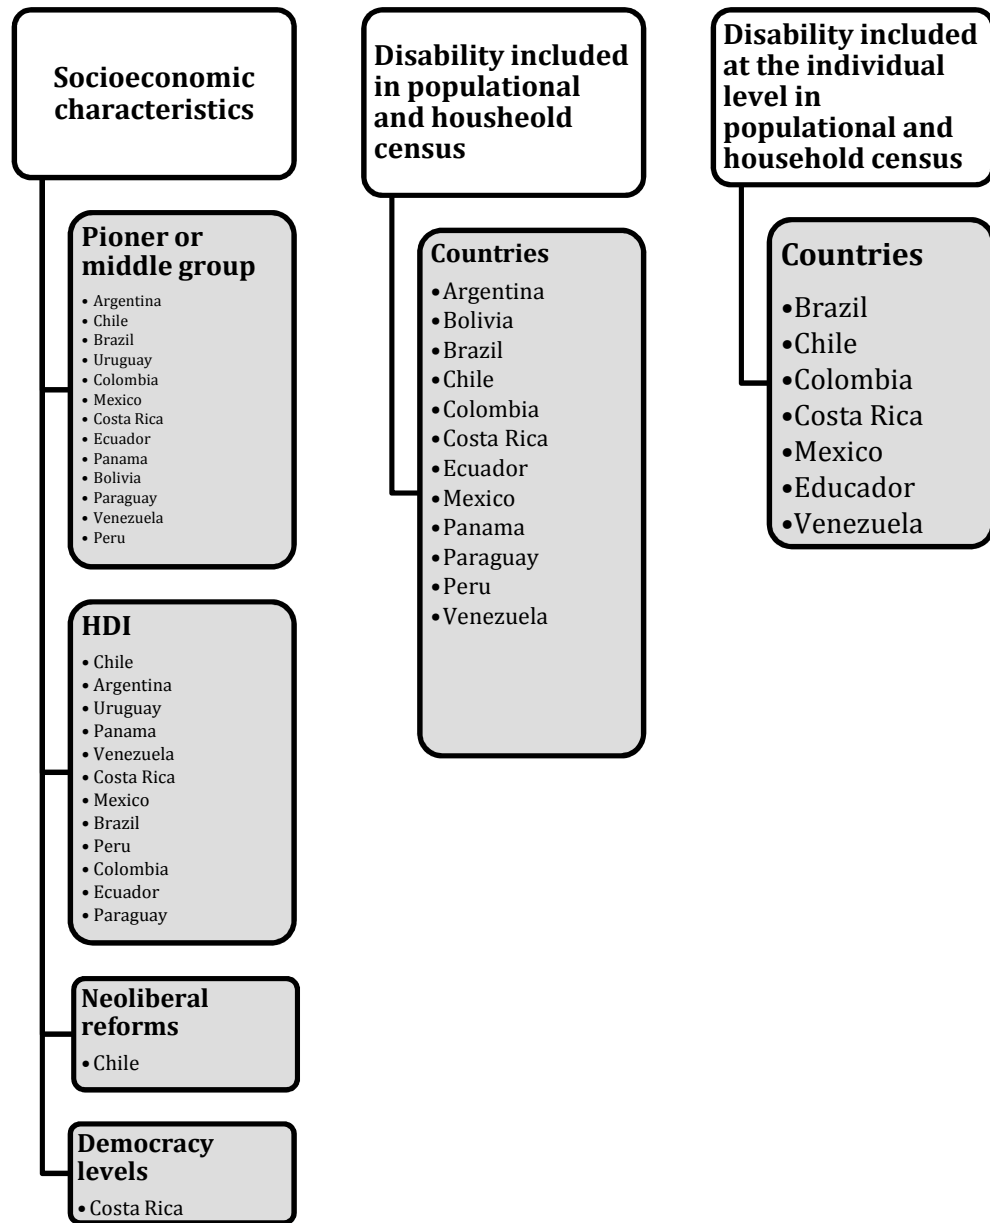 Socioeconomic
characteristics
Pioner or
middle group
• Argentina
• Chile
• Brazil
• Uruguay
• Colombia
• Mexico
• Costa Rica
• Ecuador
• Panama
• Bolivia
• Paraguay
• Venezuela
• Peru
HDI
• Chile
• Argentina
• Uruguay
• Panama
• Venezuela
• Costa Rica
• Mexico
• Brazil
• Peru
• Colombia
• Ecuador
• Paraguay
Neoliberal
reforms
• Chile
Democracy
levels
• Costa Rica
Disability included
in populational
and housheold
census
Countries
•Argentina
•Bolivia
•Brazil
•Chile
•Colombia
•Costa Rica
•Ecuador
•Mexico
•Panama
•Paraguay
•Peru
•Venezuela
Disability included
at the individual
level in
populational and
household census
Countries
•Brazil
•Chile
•Colombia
•Costa Rica
•Mexico
•Educador
•Venezuela